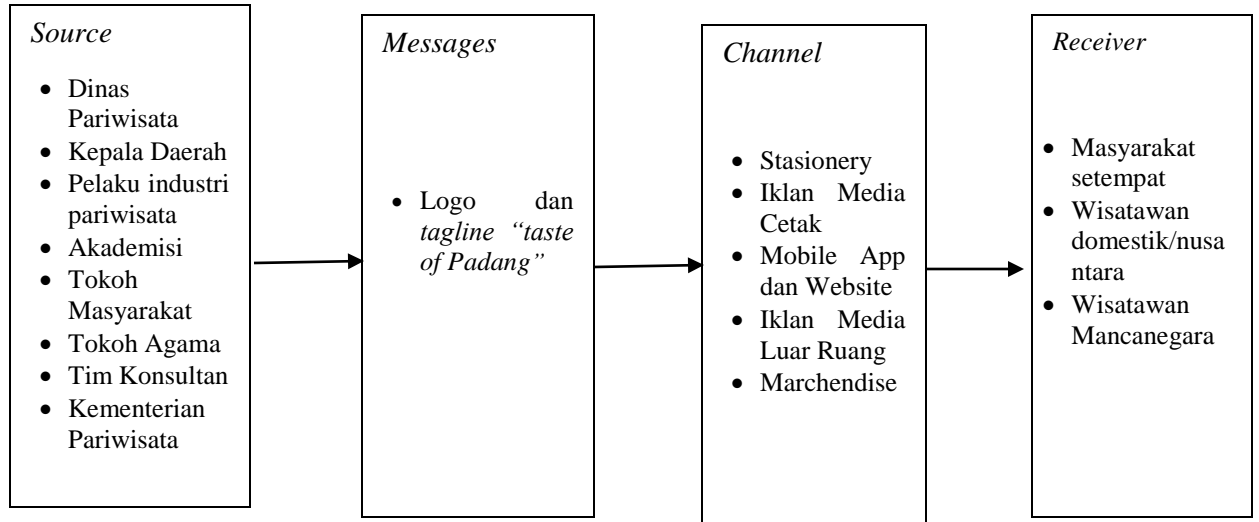 Source
• Dinas
Pariwisata
• Kepala Daerah
• Pelaku industri
pariwisata
• Akademisi
• Tokoh
Masyarakat
• Tokoh Agama
• Tim Konsultan
• Kementerian
Pariwisata
Messages
• Logo dan
tagline “taste
of Padang”
Channel
• Stasionery
• Iklan Media
Cetak
• Mobile App
dan Website
• Iklan Media
Luar Ruang
• Marchendise
Receiver
• Masyarakat
setempat
• Wisatawan
domestik/nusa
ntara
• Wisatawan
Mancanegara